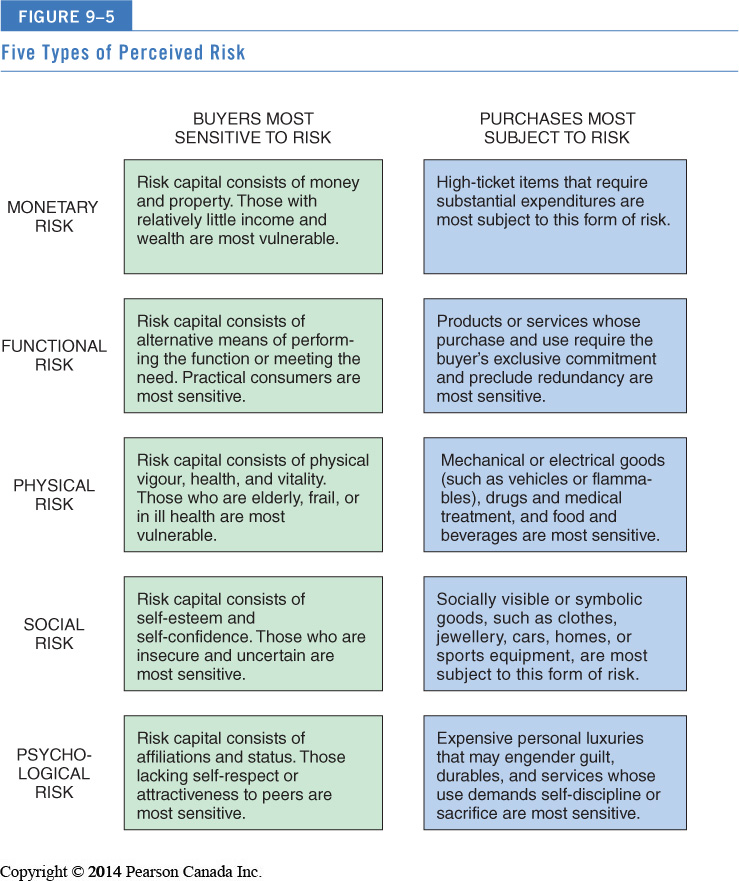 FIGURE 9–5
Five Types of Perceived Risk
BUYERS MOST
SENSITIVE TO RISK
PURCHASES MOST
SUBJECT TO RISK
MONETARY
RISK
Risk capital consists of money
and property. Those with
relatively little income and
wealth are most vulnerable.
High-ticket items that require
substantial expenditures are
most subject to this form of risk.
FUNCTIONAL
RISK
Risk capital consists of
alternative means of perform-
ing the function or meeting the
need. Practical consumers are
most sensitive.
Products or services whose
purchase and use require the
buyer's exclusive commitment
and preclude redundancy are
most sensitive.
PHYSICAL
RISK
Risk capital consists of physical
vigour, health, and vitality.
Those who are elderly, frail, or
in ill health are most
vulnerable.
Mechanical or electrical goods
(such as vehicles or flamma-
bles), drugs and medical
treatment, and food and
beverages are most sensitive.
SOCIAL
RISK
Risk capital consists of
self-esteem and
self-confidence. Those who are
insecure and uncertain are
most sensitive.
Socially visible or symbolic
goods, such as clothes,
jewellery, cars, homes, or
sports equipment, are most
subject to this form of risk.
PSYCHO-
LOGICAL
RISK
Risk capital consists of
affiliations and status. Those
lacking self-respect or
attractiveness to peers are
most sensitive.
Expensive personal luxuries
that may engender guilt,
durables, and services whose
use demands self-discipline or
sacrifice are most sensitive.
Copyright © 2014 Pearson Canada Inc.